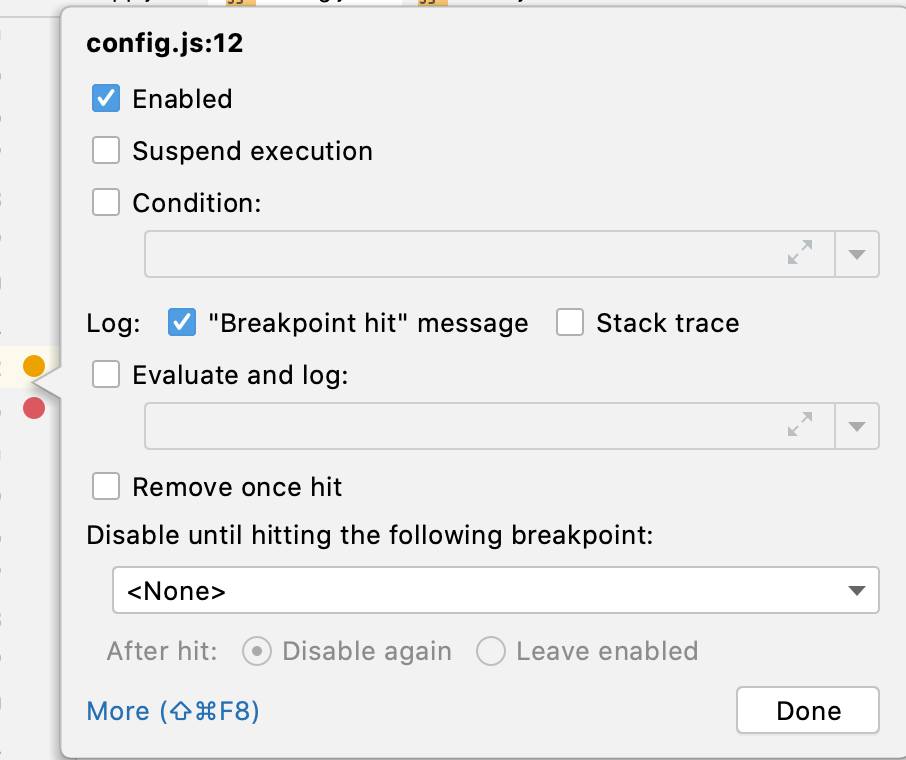 config.js:12
Enabled
Suspend execution
Condition:
Log: "Breakpoint hit" message Stack trace
Evaluate and log:
Remove once hit
Disable until hitting the following breakpoint:
<None>
After hit: Disable again Leave enabled
More (⇧⌘F8) Done